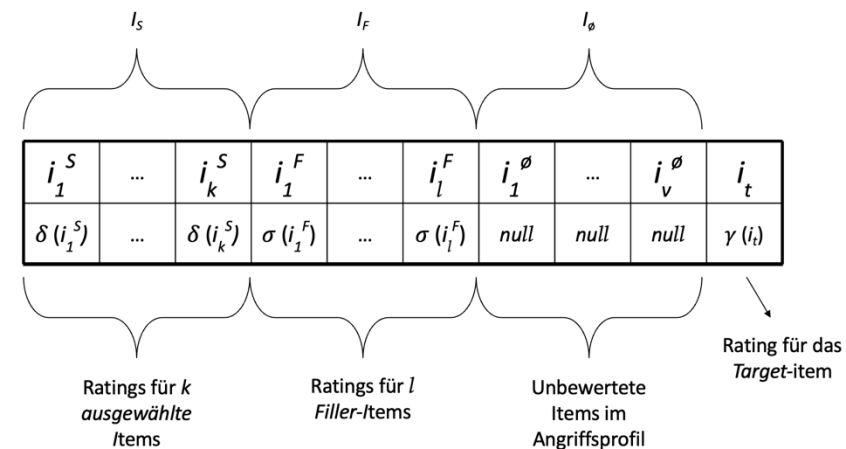 I_S I_F I_ø
i_1^S ... i_k^S i_1^F ... i_l^F i_1^ø ... i_v^ø i_t
δ (i_1^S) ... δ (i_k^S) σ (i_1^F) ... σ (i_l^F) null null null γ (i_t)
Ratings für k
ausgewählte
Items
Ratings für l
Filler-Items
Unbewertete
Items im
Angriffsprofil
Rating für das
Target-item